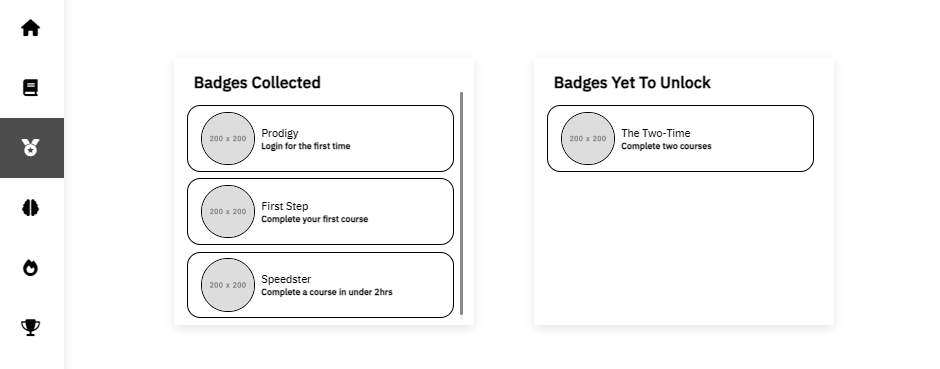 Badges Collected
200 x 200
Prodigy
Login for the first time
200 x 200
First Step
Complete your first course
200 x 200
Speedster
Complete a course in under 2hrs
Badges Yet To Unlock
200 x 200
The Two-Time
Complete two courses